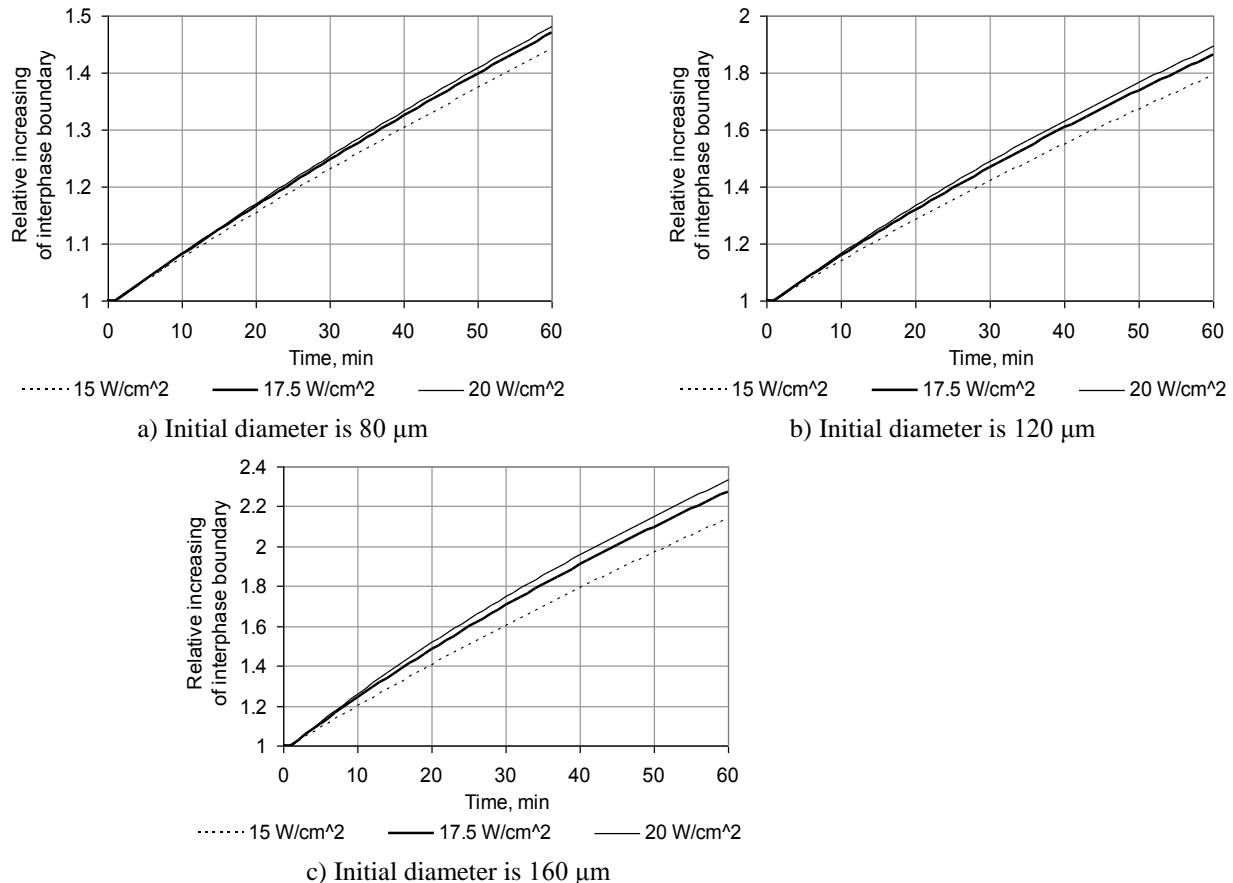 Relative increasing
of interphase boundary
1.5
1.4
1.3
1.2
1.1
1
0 10 20 30 40 50 60
Time, min
15 W/cm^2 17.5 W/cm^2 20 W/cm^2
a) Initial diameter is 80 μm
Relative increasing
of interphase boundary
2
1.8
1.6
1.4
1.2
1
0 10 20 30 40 50 60
Time, min
15 W/cm^2 17.5 W/cm^2 20 W/cm^2
b) Initial diameter is 120 μm
Relative increasing
of interphase boundary
2.4
2.2
2
1.8
1.6
1.4
1.2
1
0 10 20 30 40 50 60
Time, min
15 W/cm^2 17.5 W/cm^2 20 W/cm^2
c) Initial diameter is 160 μm